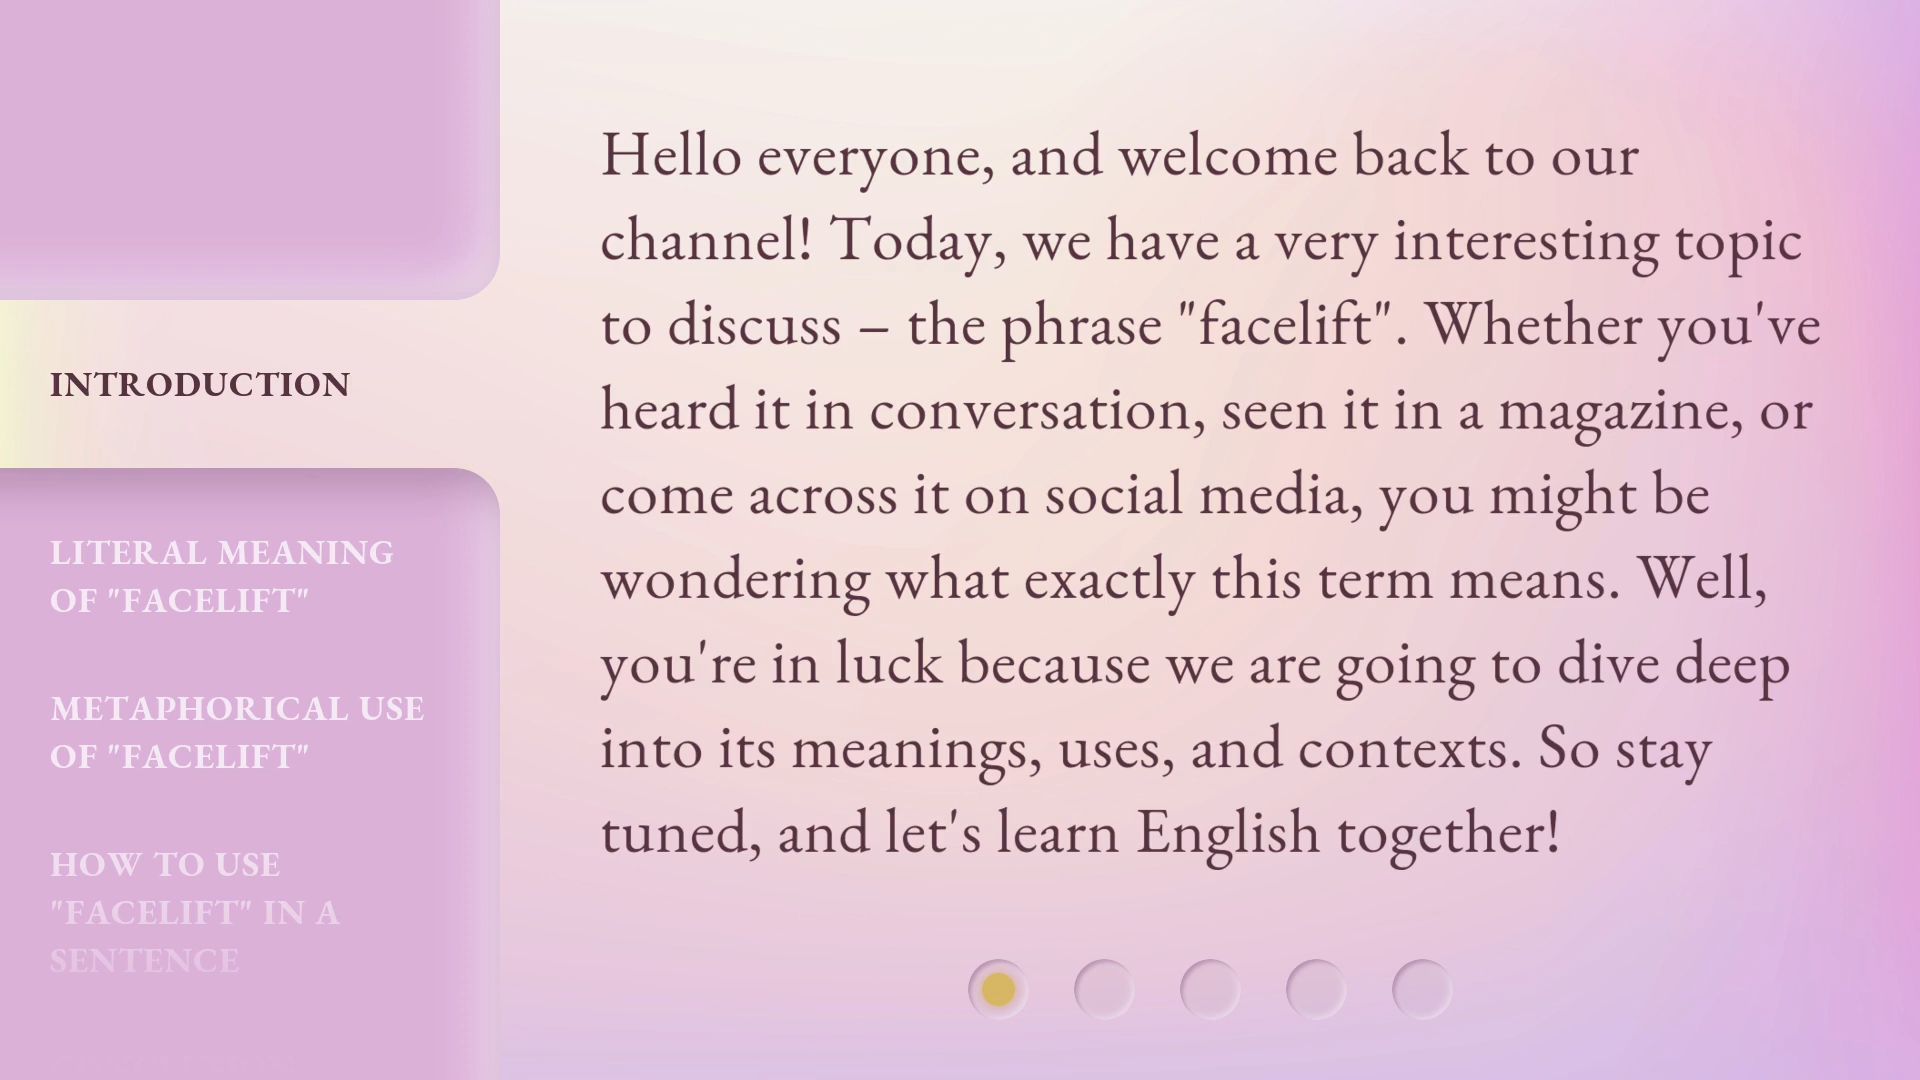 INTRODUCTION
LITERAL MEANING
OF "FACELIFT"
METAPHORICAL USE
OF "FACELIFT"
HOW TO USE
"FACELIFT" IN A
SENTENCE
Hello everyone, and welcome back to our
channel! Today, we have a very interesting topic
to discuss – the phrase "facelift". Whether you've
heard it in conversation, seen it in a magazine, or
come across it on social media, you might be
wondering what exactly this term means. Well,
you're in luck because we are going to dive deep
into its meanings, uses, and contexts. So stay
tuned, and let's learn English together!